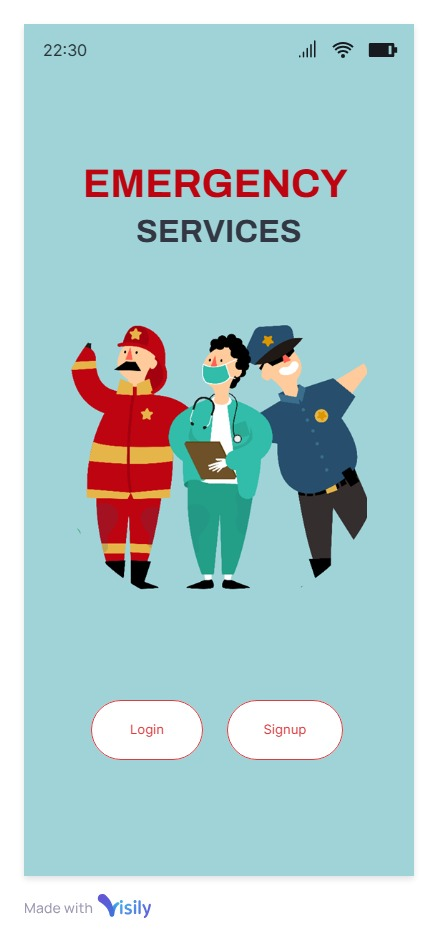 22:30
EMERGENCY
SERVICES
Login Signup
Made with Visily